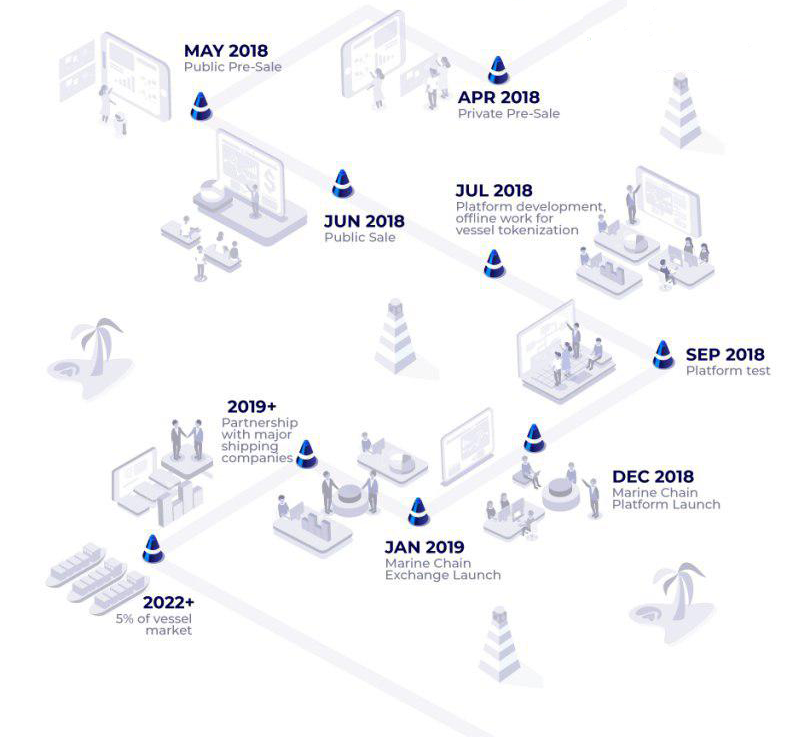 MAY 2018
Public Pre-Sale
APR 2018
Private Pre-Sale
JUN 2018
Public Sale
JUL 2018
Platform development,
offline work for
vessel tokenization
SEP 2018
Platform test
2019+
Partnership
with major
shipping
companies
DEC 2018
Marine Chain
Platform Launch
JAN 2019
Marine Chain
Exchange Launch
2022+
5% of vessel
market